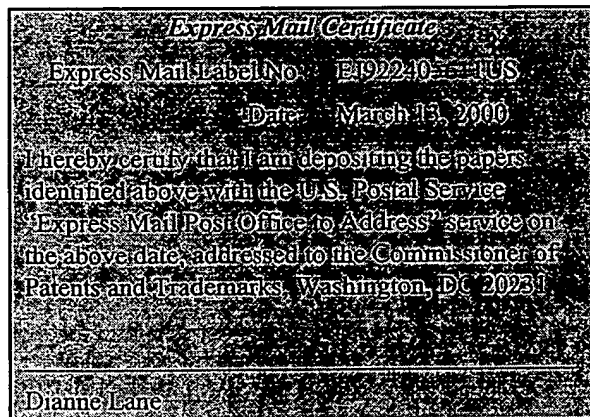 Express Mail Certificate
Express Mail Label No
Date March 13, 2000
I hereby certify that I am depositing the papers
identified above with the U.S. Postal Service
"Express Mail Post Office to Address" service on
the above date, addressed to the Commissioner of
Patents and Trademarks, Washington, DC 20231
Dianne Lane